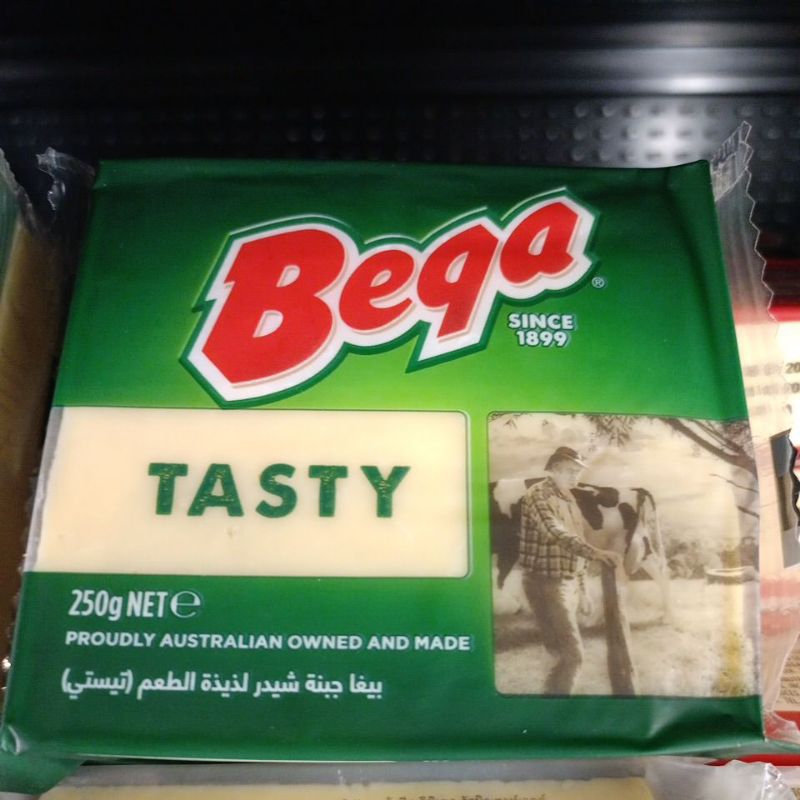 Bega®
SINCE
1899
TASTY
250g NET ℮
PROUDLY AUSTRALIAN OWNED AND MADE
بيغا جبنة شيدر لذيذة الطعم (تيستي)